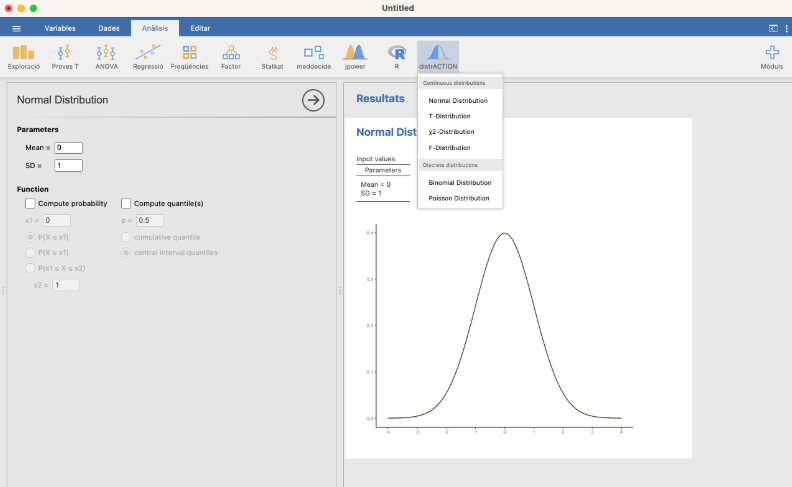 Untitled
Variables Dades Anàlisis Editar
Exploració Proves T ANOVA Regressió Freqüències Factor Statkat meddecide jpower R distrACTION Mòduls
Continuous distributions
Normal Distribution
T-Distribution
χ2-Distribution
F-Distribution
Discrete distributions
Binomial Distribution
Poisson Distribution
Normal Distribution
Parameters
Mean = 0
SD = 1
Function
Compute probability Compute quantile(s)
x1 = 0 p = 0.5
P(X ≤ x1) cumulative quantile
P(X ≥ x1) central interval quantiles
P(x1 ≤ X ≤ x2)
x2 = 1
Resultats
Normal Dist
Input values
Parameters
Mean = 0
SD = 1
0.4
0.3
0.2
0.1
0.0
-4 -3 -2 -1 0 1 2 3 4